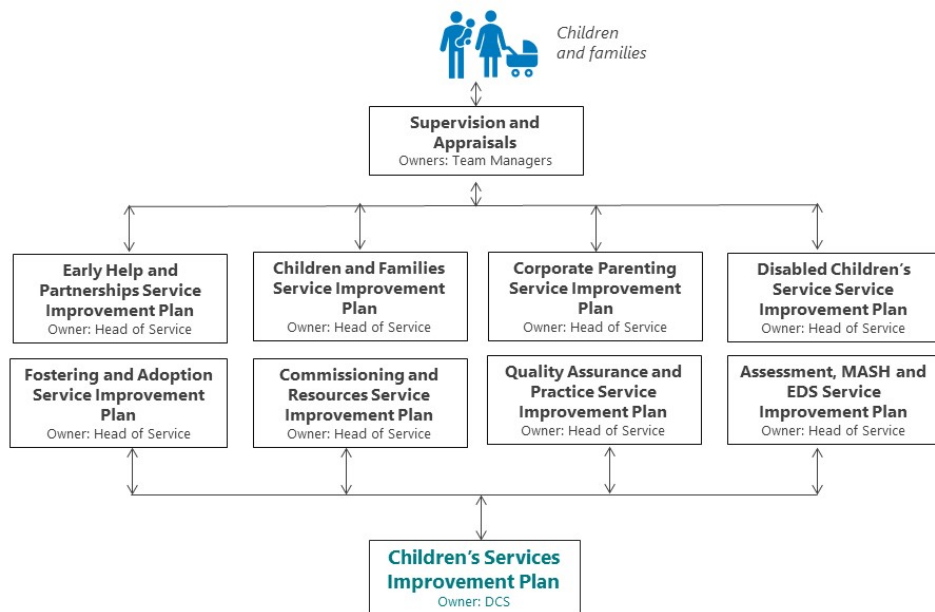 Children
and families
Supervision and
Appraisals
Owners: Team Managers
Early Help and
Partnerships Service
Improvement Plan
Owner: Head of Service
Children and Families
Service Improvement
Plan
Owner: Head of Service
Corporate Parenting
Service Improvement
Plan
Owner: Head of Service
Disabled Children’s
Service Service
Improvement Plan
Owner: Head of Service
Fostering and Adoption
Service Improvement
Plan
Owner: Head of Service
Commissioning and
Resources Service
Improvement Plan
Owner: Head of Service
Quality Assurance and
Practice Service
Improvement Plan
Owner: Head of Service
Assessment, MASH and
EDS Service
Improvement Plan
Owner: Head of Service
Children’s Services
Improvement Plan
Owner: DCS